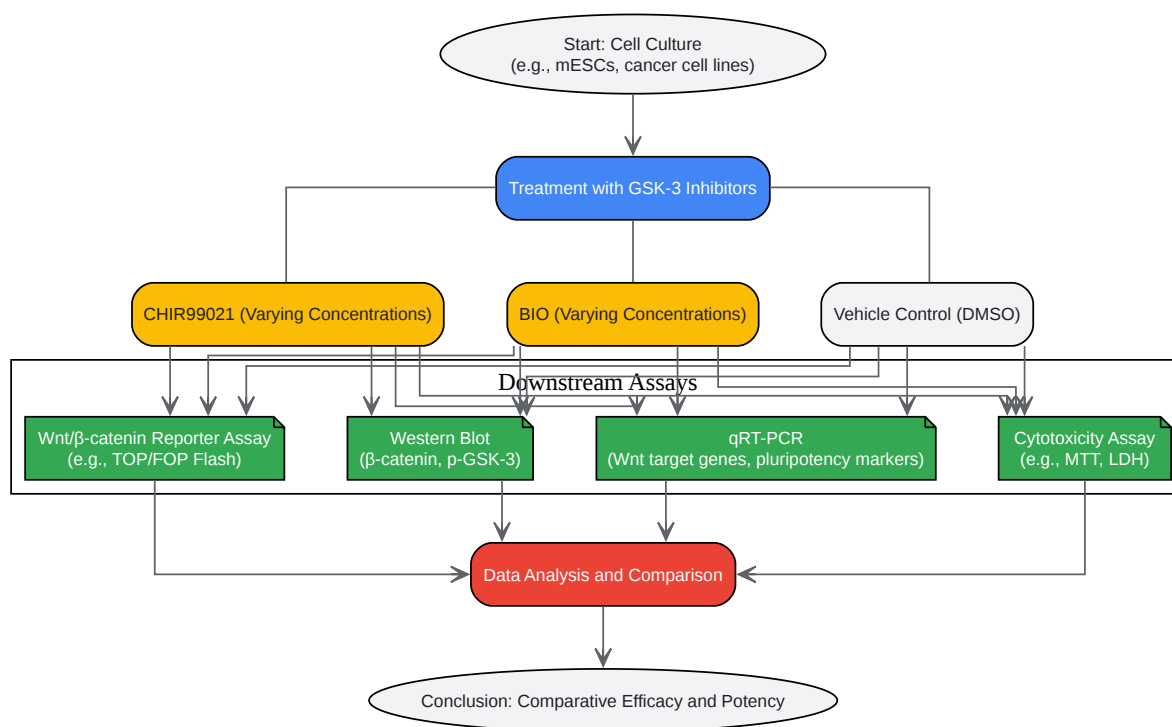 Start: Cell Culture
(e.g., mESCs, cancer cell lines)
Treatment with GSK-3 Inhibitors
CHIR99021 (Varying Concentrations)
BIO (Varying Concentrations)
Vehicle Control (DMSO)
Downstream Assays
Wnt/β-catenin Reporter Assay
(e.g., TOP/FOP Flash)
Western Blot
(β-catenin, p-GSK-3)
qRT-PCR
(Wnt target genes, pluripotency markers)
Cytotoxicity Assay
(e.g., MTT, LDH)
Data Analysis and Comparison
Conclusion: Comparative Efficacy and Potency